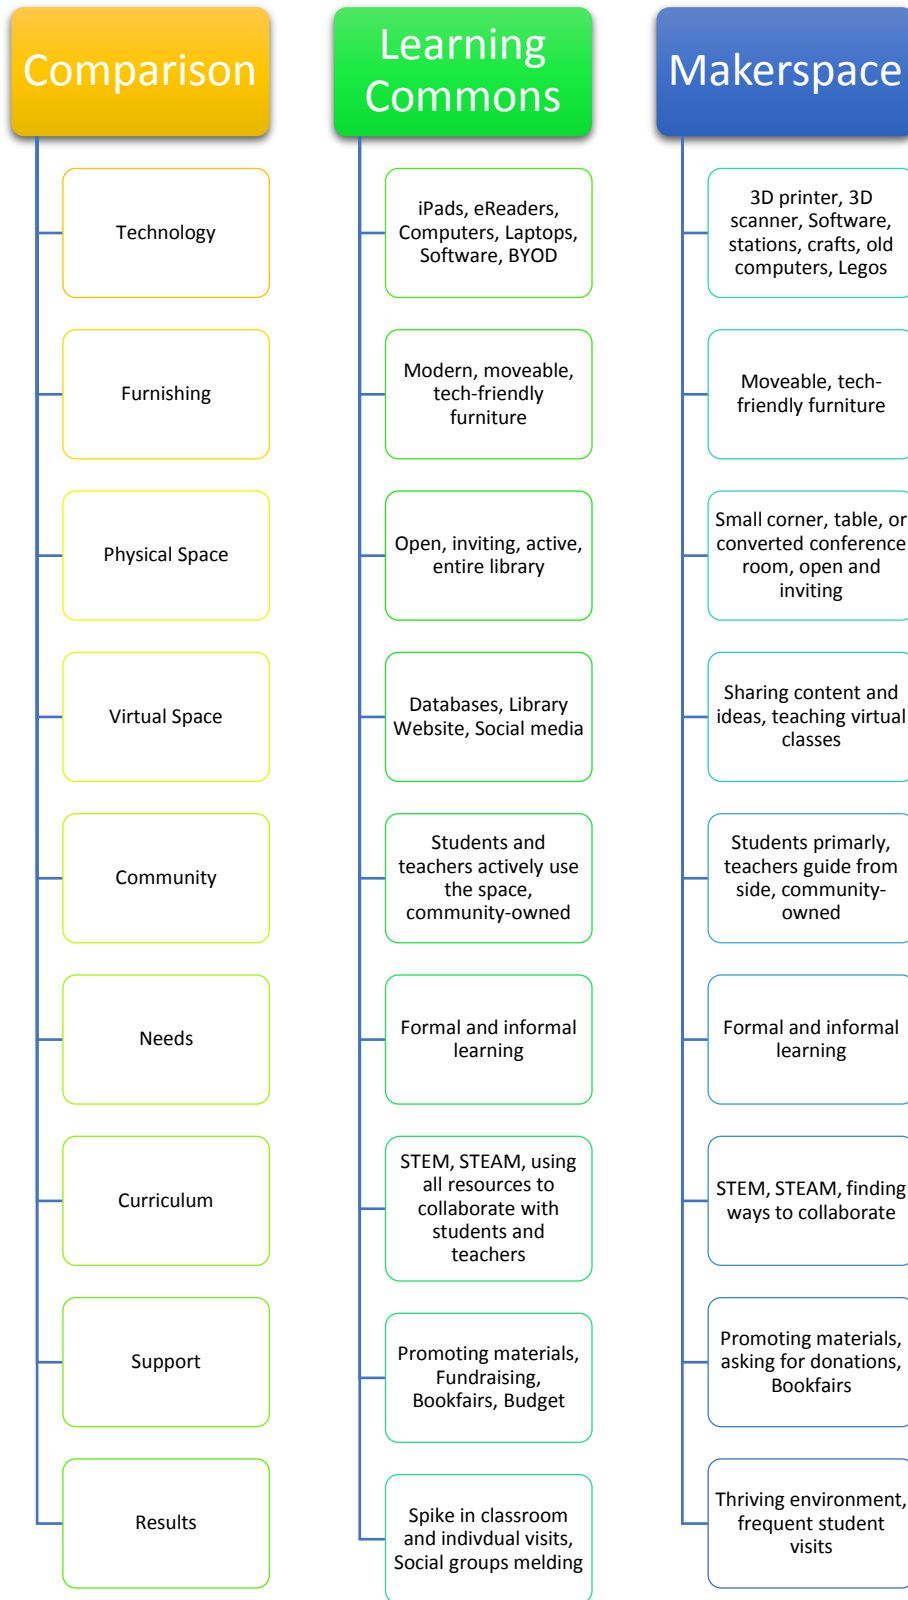 Comparison
Technology
Furnishing
Physical Space
Virtual Space
Community
Needs
Curriculum
Support
Results
Learning
Commons
iPads, eReaders,
Computers, Laptops,
Software, BYOD
Modern, moveable,
tech-friendly
furniture
Open, inviting, active,
entire library
Databases, Library
Website, Social media
Students and
teachers actively use
the space,
community-owned
Formal and informal
learning
STEM, STEAM, using
all resources to
collaborate with
students and
teachers
Promoting materials,
Fundraising,
Bookfairs, Budget
Spike in classroom
and indivdual visits,
Social groups melding
Makerspace
3D printer, 3D
scanner, Software,
stations, crafts, old
computers, Legos
Moveable, tech-
friendly furniture
Small corner, table, or
converted conference
room, open and
inviting
Sharing content and
ideas, teaching virtual
classes
Students primarly,
teachers guide from
side, community-
owned
Formal and informal
learning
STEM, STEAM, finding
ways to collaborate
Promoting materials,
asking for donations,
Bookfairs
Thriving environment,
frequent student
visits